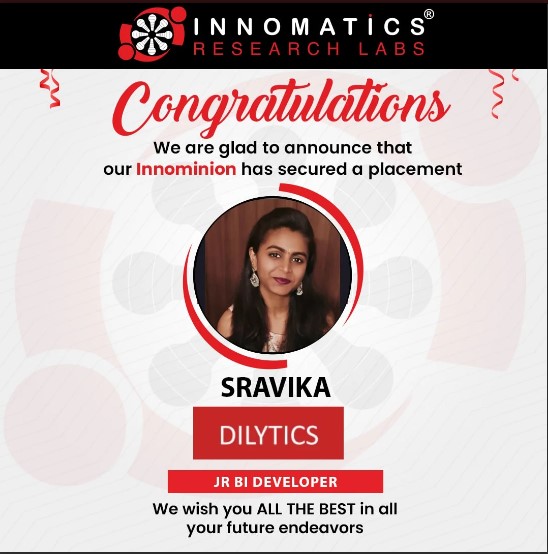 INNOMATICS®
RESEARCH LABS
Congratulations
We are glad to announce that
our Innominion has secured a placement
SRAVIKA
DILYTICS
JR BI DEVELOPER
We wish you ALL THE BEST in all
your future endeavors